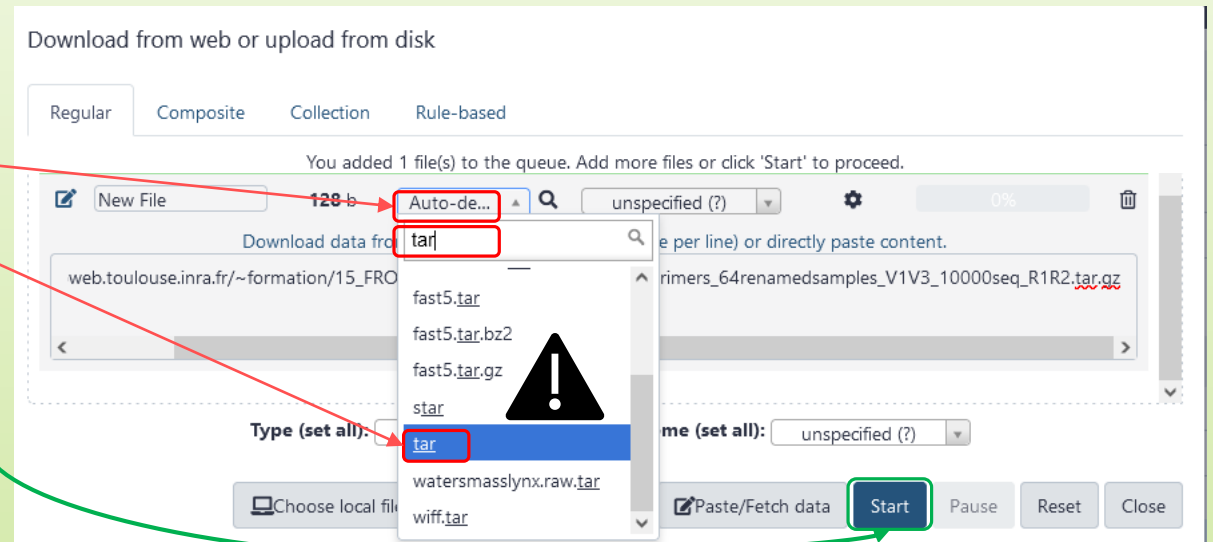 Download from web or upload from disk
Regular Composite Collection Rule-based
You added 1 file(s) to the queue. Add more files or click 'Start' to proceed.
New File 128 b Auto-de... unspecified (?) 0%
Download data fro tar e per line) or directly paste content.
web.toulouse.inra.fr/~formation/15_FRO rimers_64renamedsamples_V1V3_10000seq_R1R2.tar.gz
fast5.tar
fast5.tar.bz2
fast5.tar.gz
star
Type (set all): me (set all): unspecified (?)
tar
watersmasslynx.raw.tar
Choose local fil Paste/Fetch data Start Pause Reset Close
wiff.tar